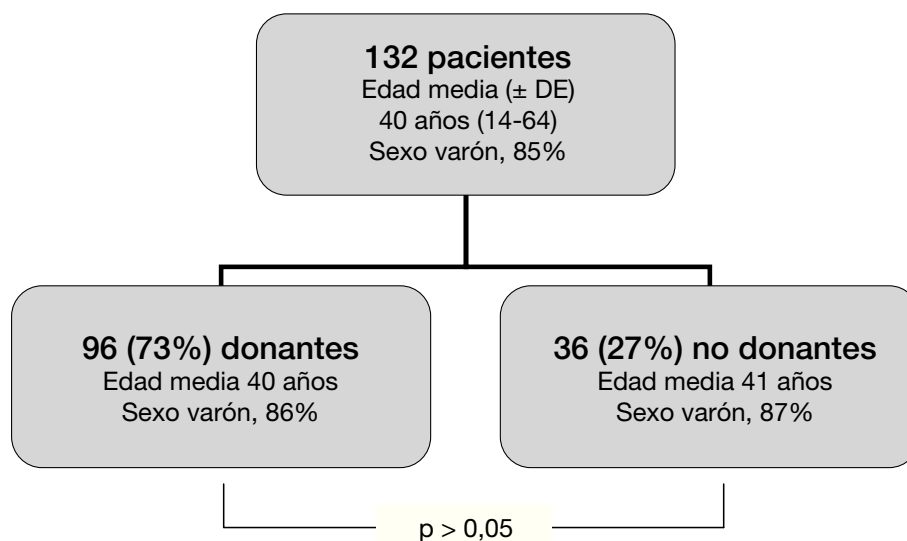 132 pacientes
Edad media (± DE)
40 años (14-64)
Sexo varón, 85%
96 (73%) donantes
Edad media 40 años
Sexo varón, 86%
36 (27%) no donantes
Edad media 41 años
Sexo varón, 87%
p > 0,05